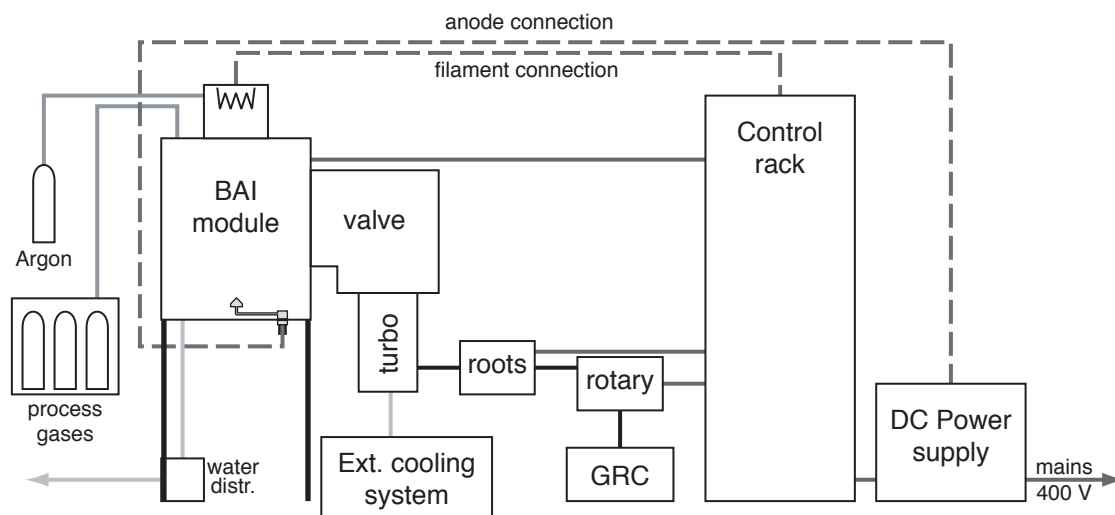 anode connection
filament connection
Control
rack
BAI
module
valve
Argon
turbo
roots
rotary
process
gases
DC Power
supply
water
distr.
Ext. cooling
system
GRC
mains
400 V